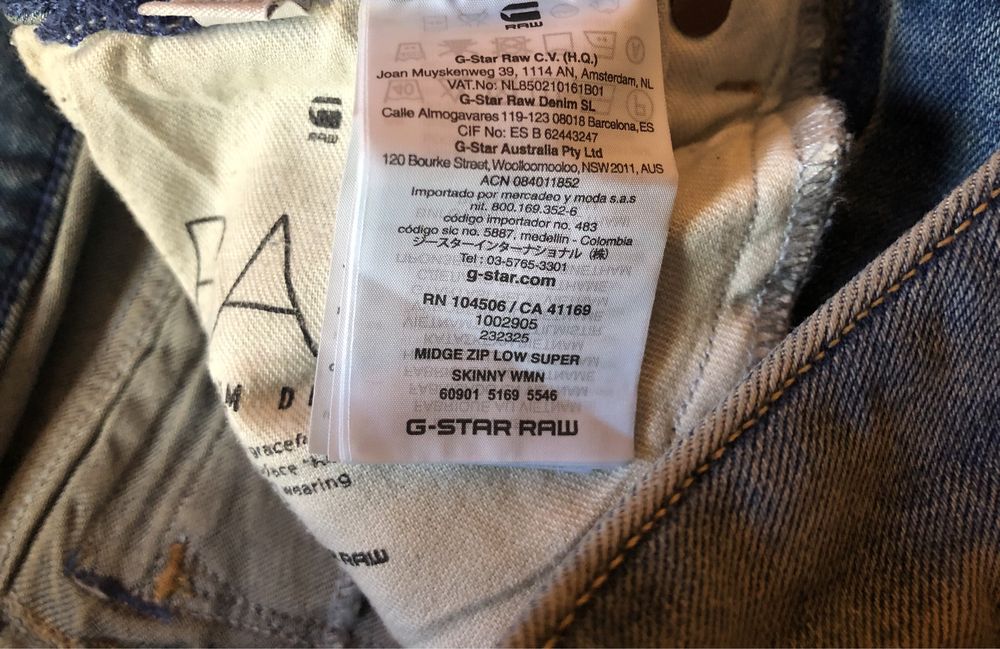 RAW
G-Star Raw C.V. (H.Q.)
Joan Muyskenweg 39, 1114 AN, Amsterdam, NL
VAT.No: NL850210161B01
G-Star Raw Denim SL
Calle Almogavares 119-123 08018 Barcelona, ES
CIF No: ES B 62443247
G-Star Australia Pty Ltd
120 Bourke Street, Woolloomooloo, NSW 2011, AUS
ACN 084011852
Importado por mercadeo y moda s.a.s
nit. 800.169.352-6
código importador no. 483
código sic no. 5887, medellin - Colombia
ジースターインターナショナル (株)
Tel : 03-5765-3301
g-star.com
RN 104506 / CA 41169
1002905
232325
MIDGE ZIP LOW SUPER
SKINNY WMN
60901 5169 5546
G-STAR RAW
RAW
A
M D
wearing
RAW